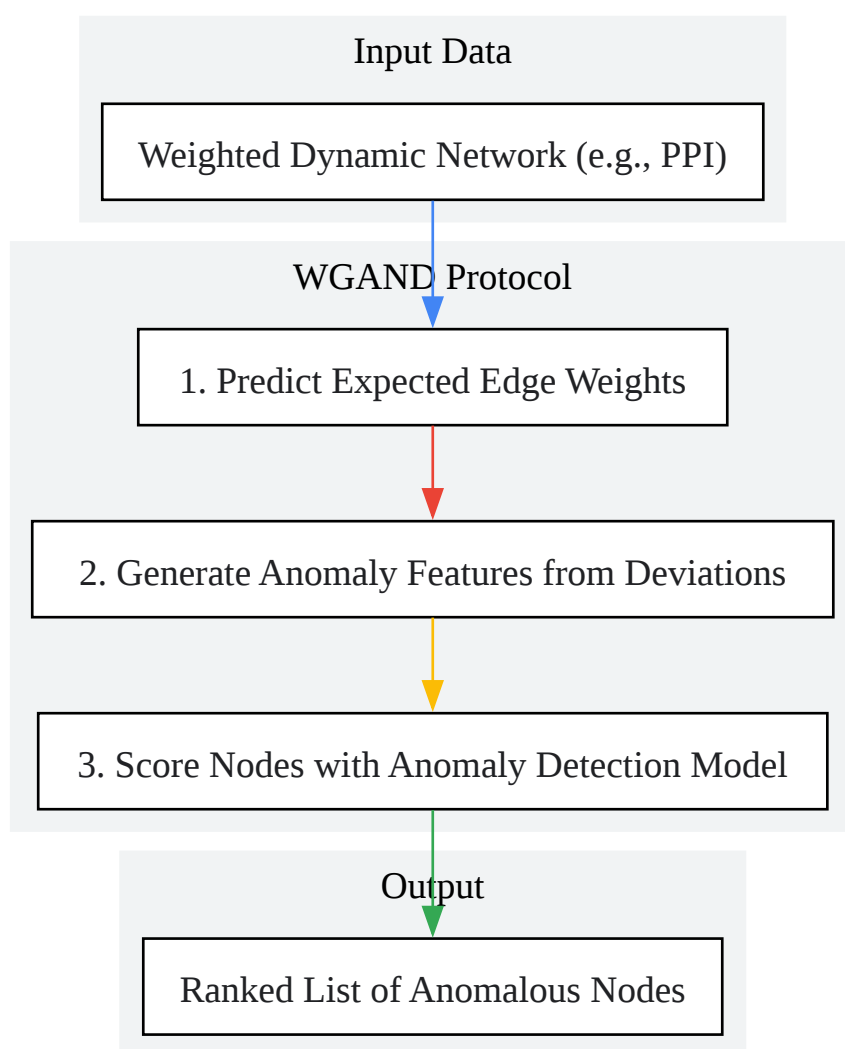 Input Data
Weighted Dynamic Network (e.g., PPI)
WGAND Protocol
1. Predict Expected Edge Weights
2. Generate Anomaly Features from Deviations
3. Score Nodes with Anomaly Detection Model
Output
Ranked List of Anomalous Nodes